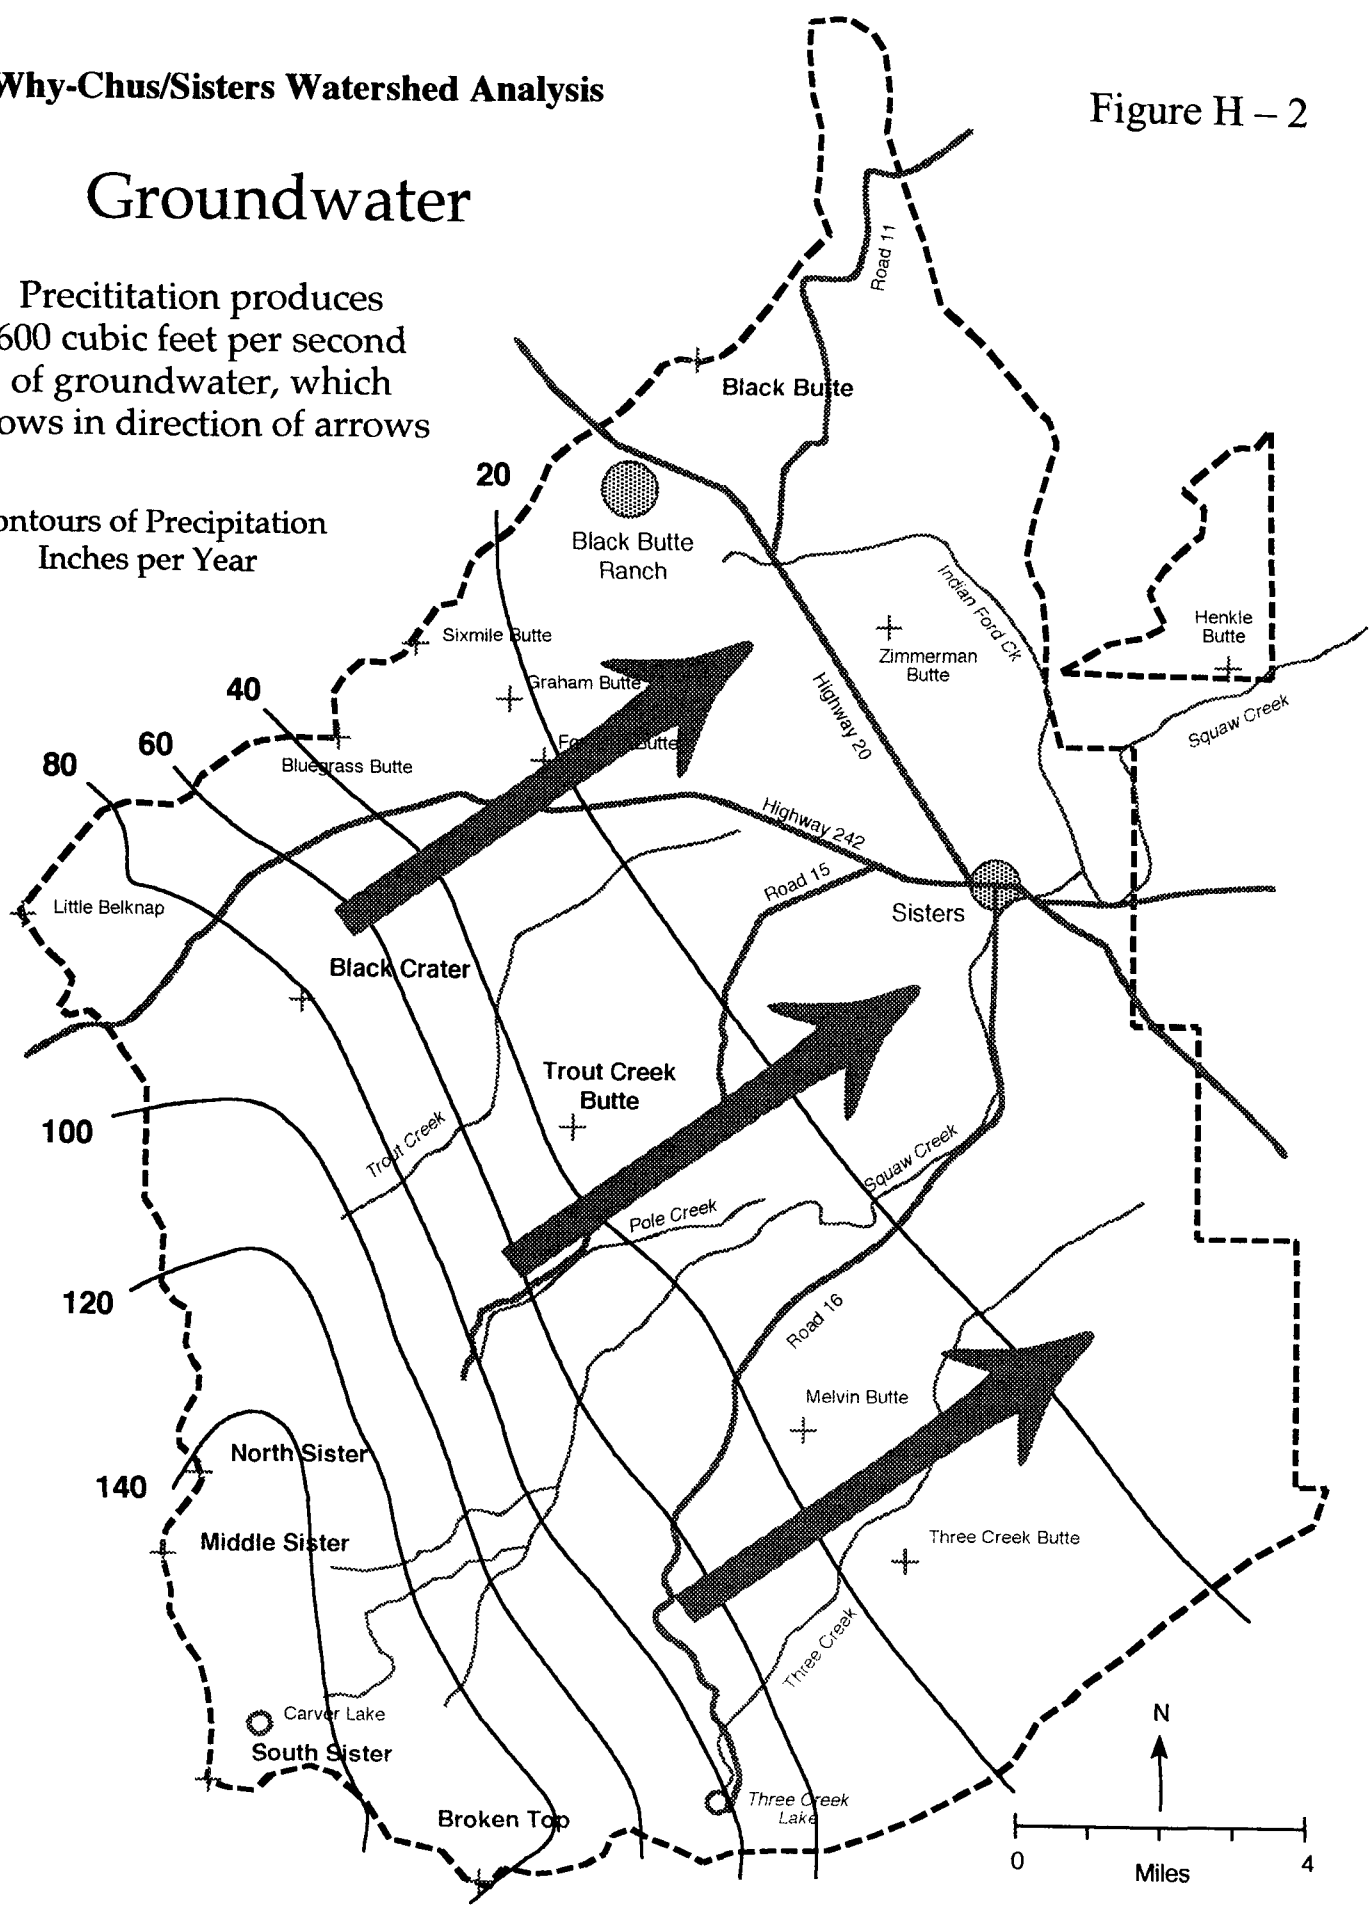 Why-Chus/Sisters Watershed Analysis
Figure H – 2
Groundwater
Precititation produces
600 cubic feet per second
of groundwater, which
ows in direction of arrows
ontours of Precipitation
Inches per Year
Road 11
Black Butte
20
Black Butte
Ranch
Indian Ford Ck
Henkle
Butte
Sixmile Butte
Zimmerman
Butte
40
Graham Butte
Highway 20
Squaw Creek
60
Butte
80
Bluegrass Butte
Highway 242
Road 15
Little Belknap
Sisters
Black Crater
Trout Creek
Butte
100
Trout Creek
Squaw Creek
Pole Creek
120
Road 16
Melvin Butte
North Sister
140
Middle Sister
Three Creek Butte
Three Creek
Carver Lake
South Sister
N
Broken Top
Three Creek
Lake
0
4
Miles